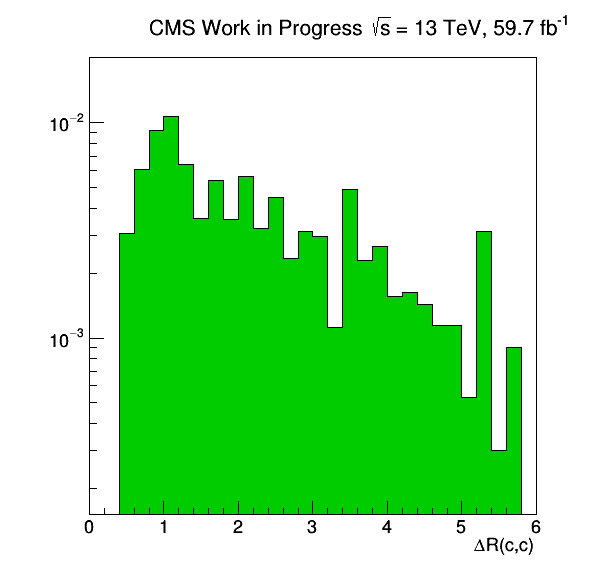 CMS Work in Progress √s = 13 TeV, 59.7 fb⁻¹
10⁻²
10⁻³
0 1 2 3 4 5 6
ΔR(c,c)